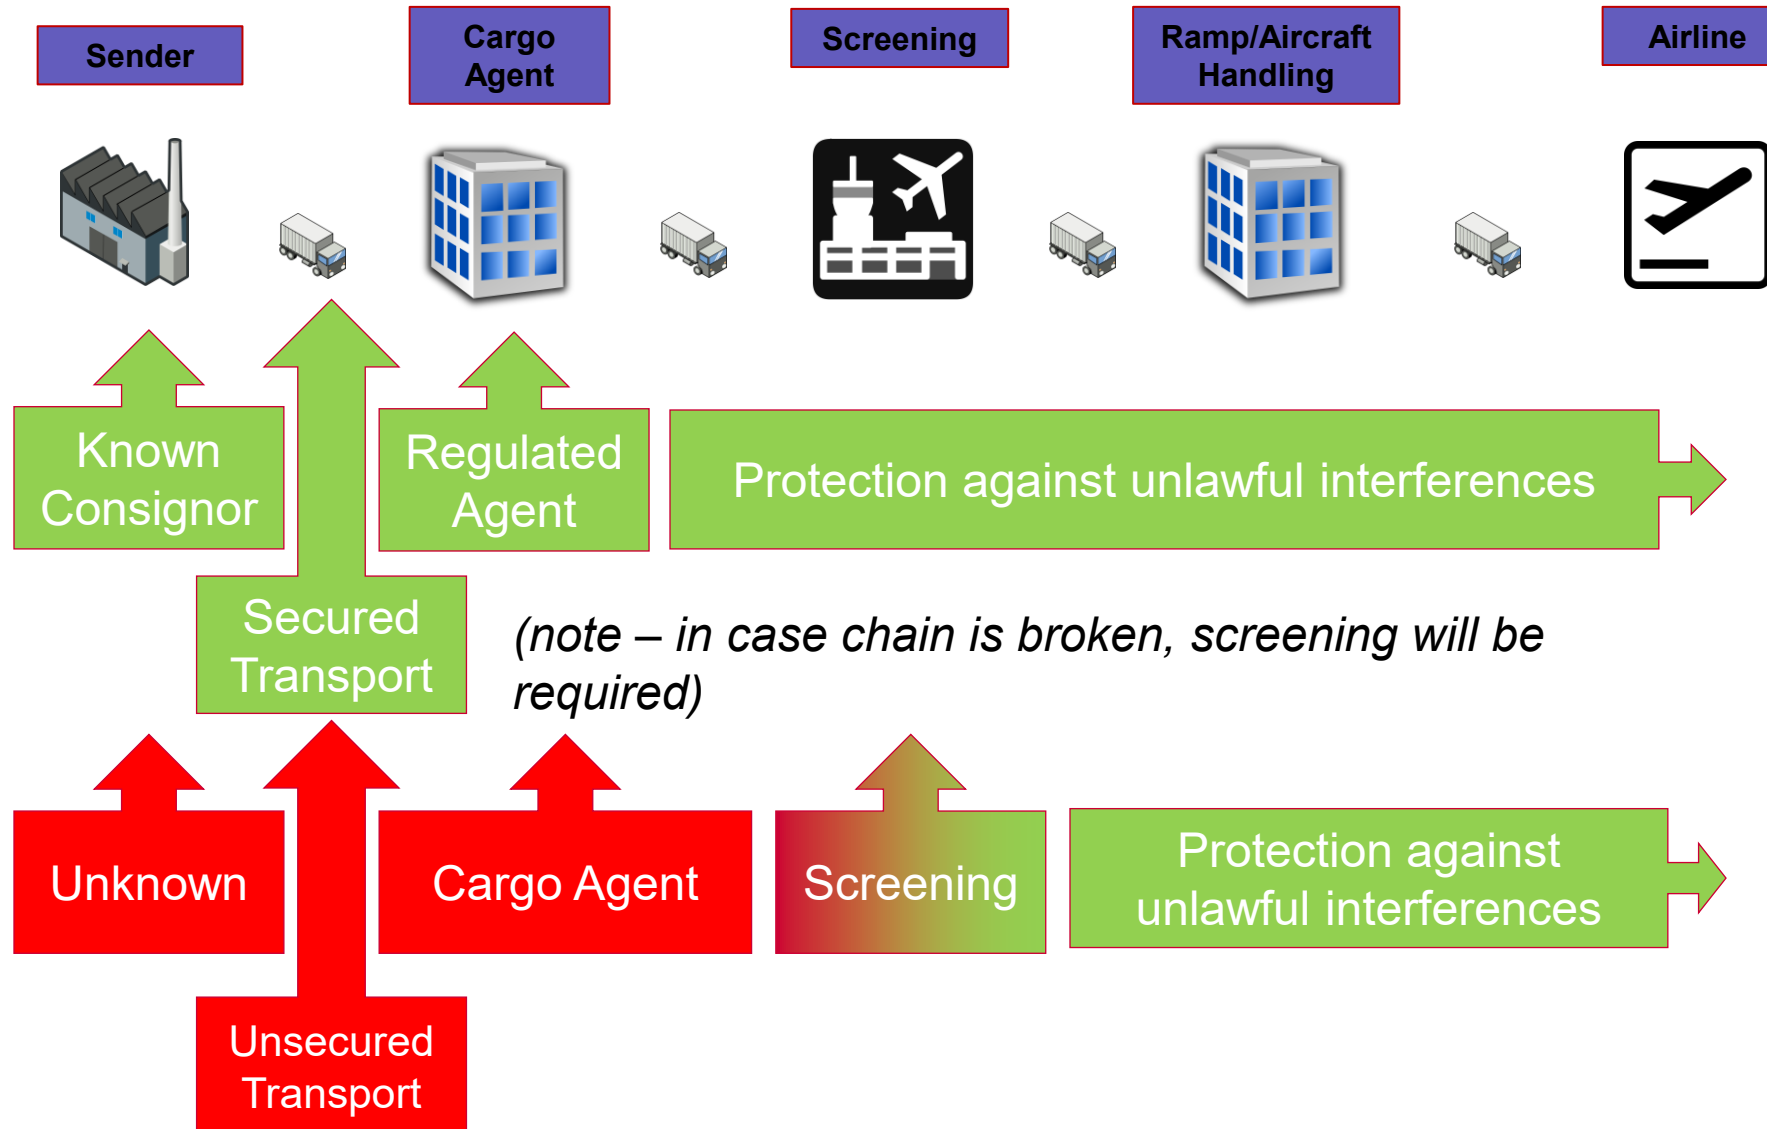 Sender
Cargo
Agent
Screening
Ramp/Aircraft
Handling
Airline
Known
Consignor
Regulated
Agent
Protection against unlawful interferences
Secured
Transport
(note – in case chain is broken, screening will be
required)
Unknown
Cargo Agent
Screening
Protection against
unlawful interferences
Unsecured
Transport